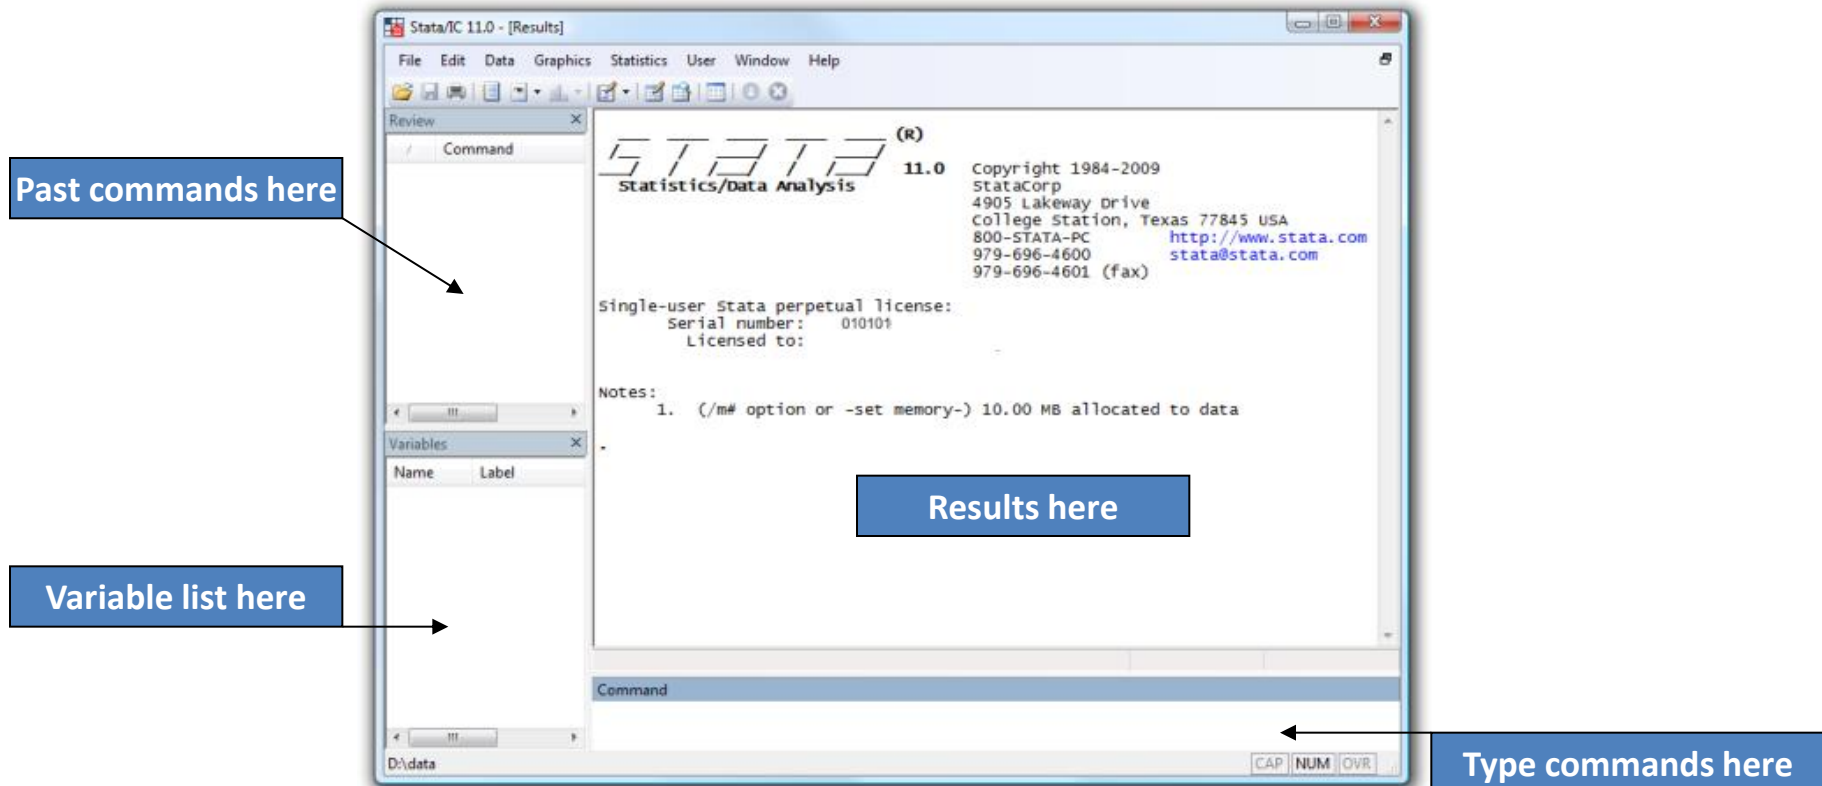 Stata/IC 11.0 - [Results]
File Edit Data Graphics Statistics User Window Help
Review
Command
Past commands here
STATA (R)
11.0
Statistics/Data Analysis
Copyright 1984-2009
StataCorp
4905 Lakeway Drive
College Station, Texas 77845 USA
800-STATA-PC http://www.stata.com
979-696-4600 stata@stata.com
979-696-4601 (fax)
Single-user Stata perpetual license:
Serial number: 010101
Licensed to:
Notes:
1. (/m# option or -set memory-) 10.00 MB allocated to data
.
Variables
Name Label
Results here
Variable list here
Command
Type commands here
D:\data
CAP NUM OVR